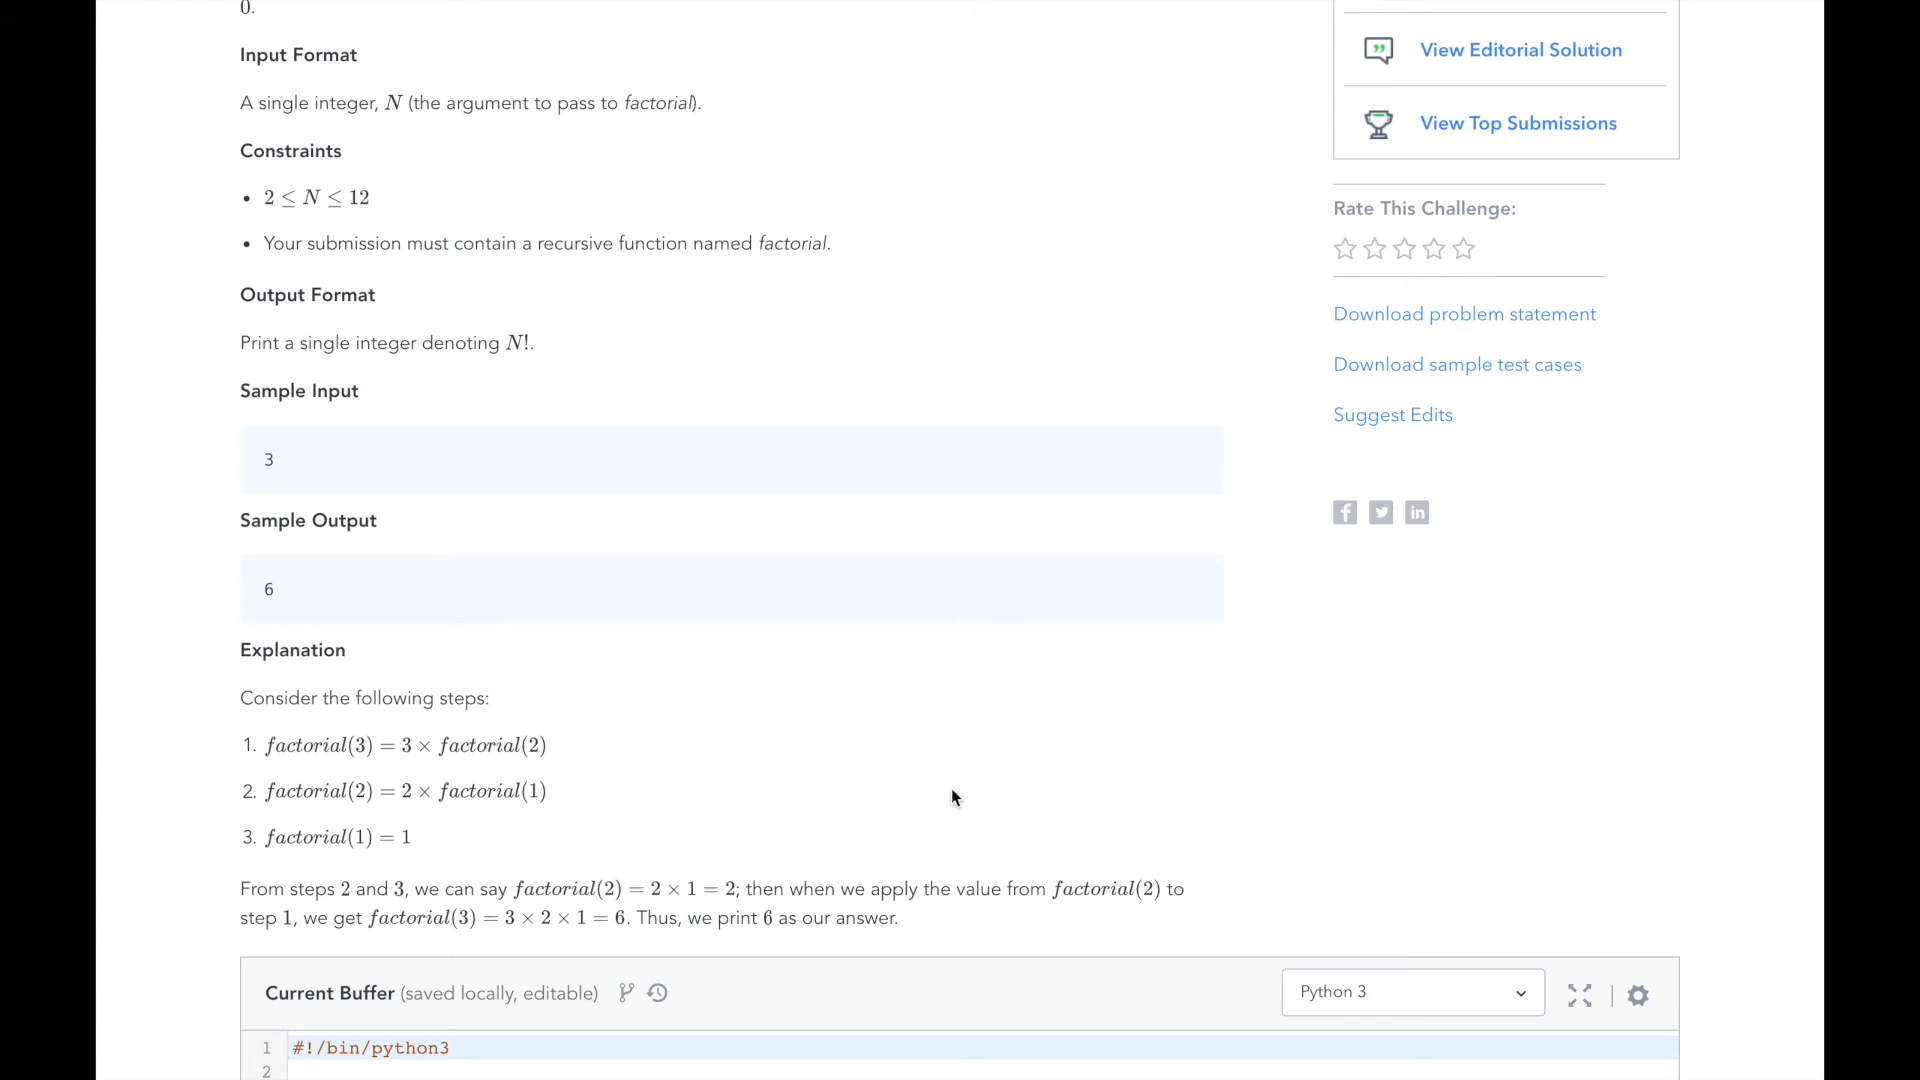 0.
Input Format
A single integer, N (the argument to pass to factorial).
Constraints
• 2 ≤ N ≤ 12
• Your submission must contain a recursive function named factorial.
Output Format
Print a single integer denoting N!.
Sample Input
3
Sample Output
6
Explanation
Consider the following steps:
1. factorial(3) = 3 × factorial(2)
2. factorial(2) = 2 × factorial(1)
3. factorial(1) = 1
From steps 2 and 3, we can say factorial(2) = 2 × 1 = 2; then when we apply the value from factorial(2) to
step 1, we get factorial(3) = 3 × 2 × 1 = 6. Thus, we print 6 as our answer.
Current Buffer (saved locally, editable)
Python 3
1 #!/bin/python3
2
View Editorial Solution
View Top Submissions
Rate This Challenge:
Download problem statement
Download sample test cases
Suggest Edits
f
in